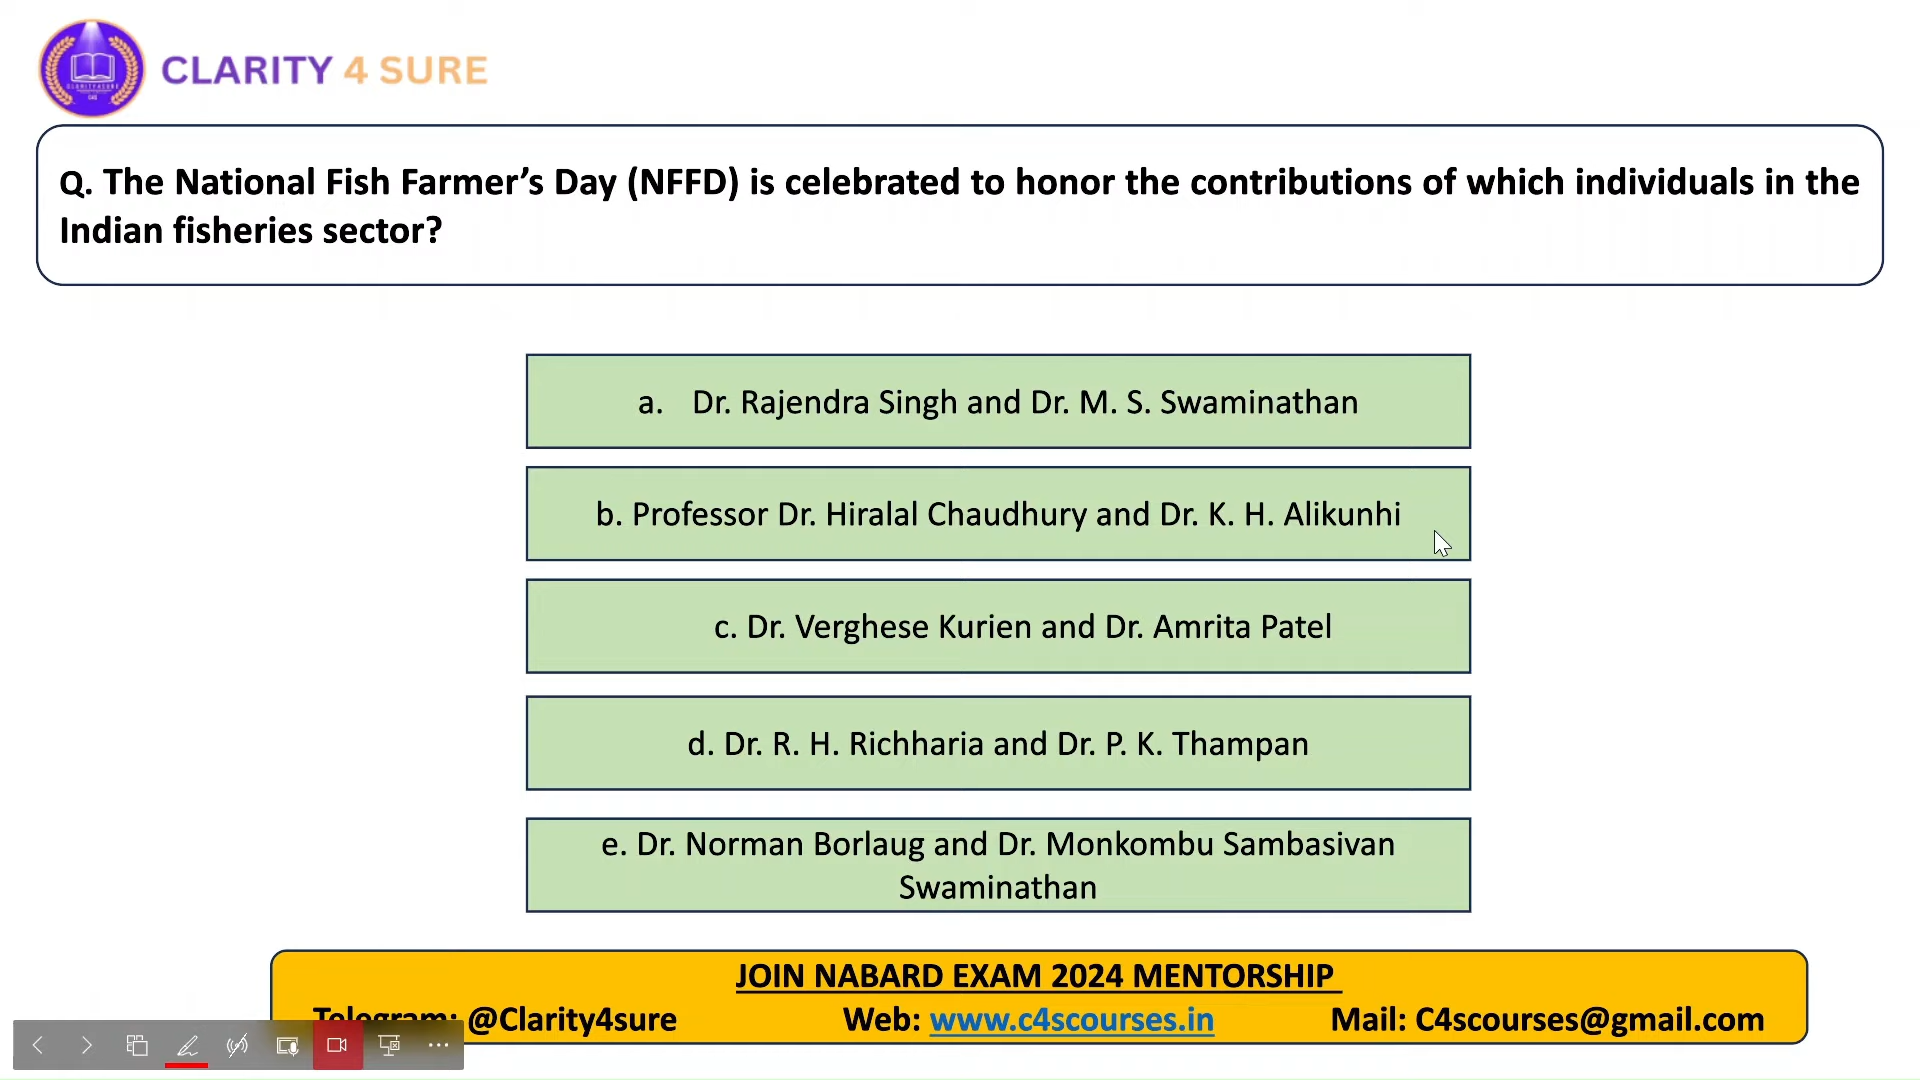 CLARITY 4 SURE
Q. The National Fish Farmer’s Day (NFFD) is celebrated to honor the contributions of which individuals in the
Indian fisheries sector?
a. Dr. Rajendra Singh and Dr. M. S. Swaminathan
b. Professor Dr. Hiralal Chaudhury and Dr. K. H. Alikunhi
c. Dr. Verghese Kurien and Dr. Amrita Patel
d. Dr. R. H. Richharia and Dr. P. K. Thampan
e. Dr. Norman Borlaug and Dr. Monkombu Sambasivan
Swaminathan
JOIN NABARD EXAM 2024 MENTORSHIP
Telegram: @Clarity4sure Web: www.c4scourses.in Mail: C4scourses@gmail.com